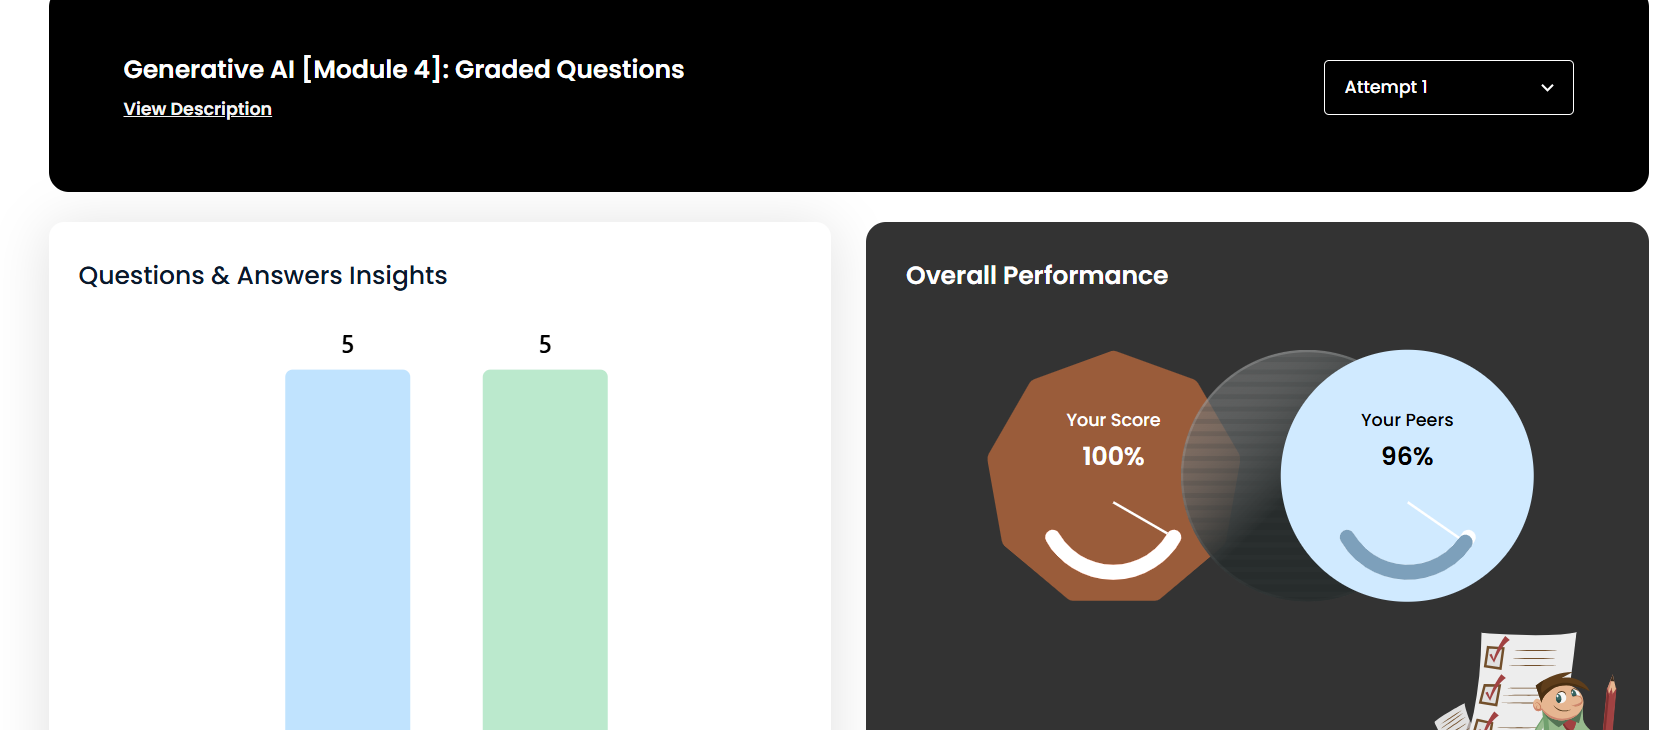 Generative AI [Module 4]: Graded Questions
View Description
Attempt 1
Questions & Answers Insights
5
5
Overall Performance
Your Score
100%
Your Peers
96%